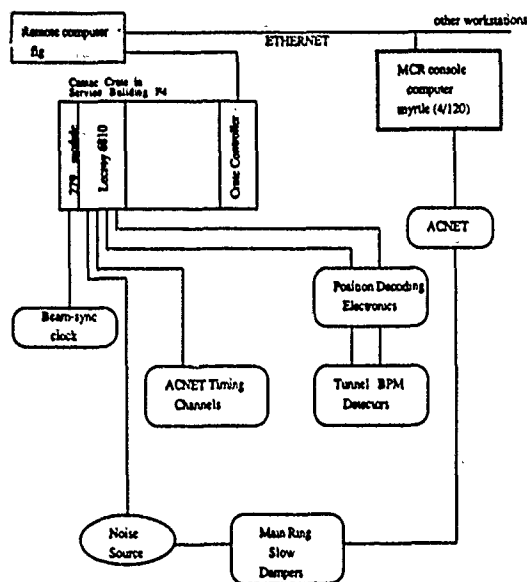 Remote computer
fig
other workstations
ETHERNET
MCR console
computer
myrtle (4/120)
Camac Crate in
Service Building F4
279 module
Lecroy 6810
Crate Controller
ACNET
Position Decoding
Electronics
Beam-sync
clock
ACNET Timing
Channels
Tunnel BPM
Detectors
Noise
Source
Main Ring
Slow
Dampers